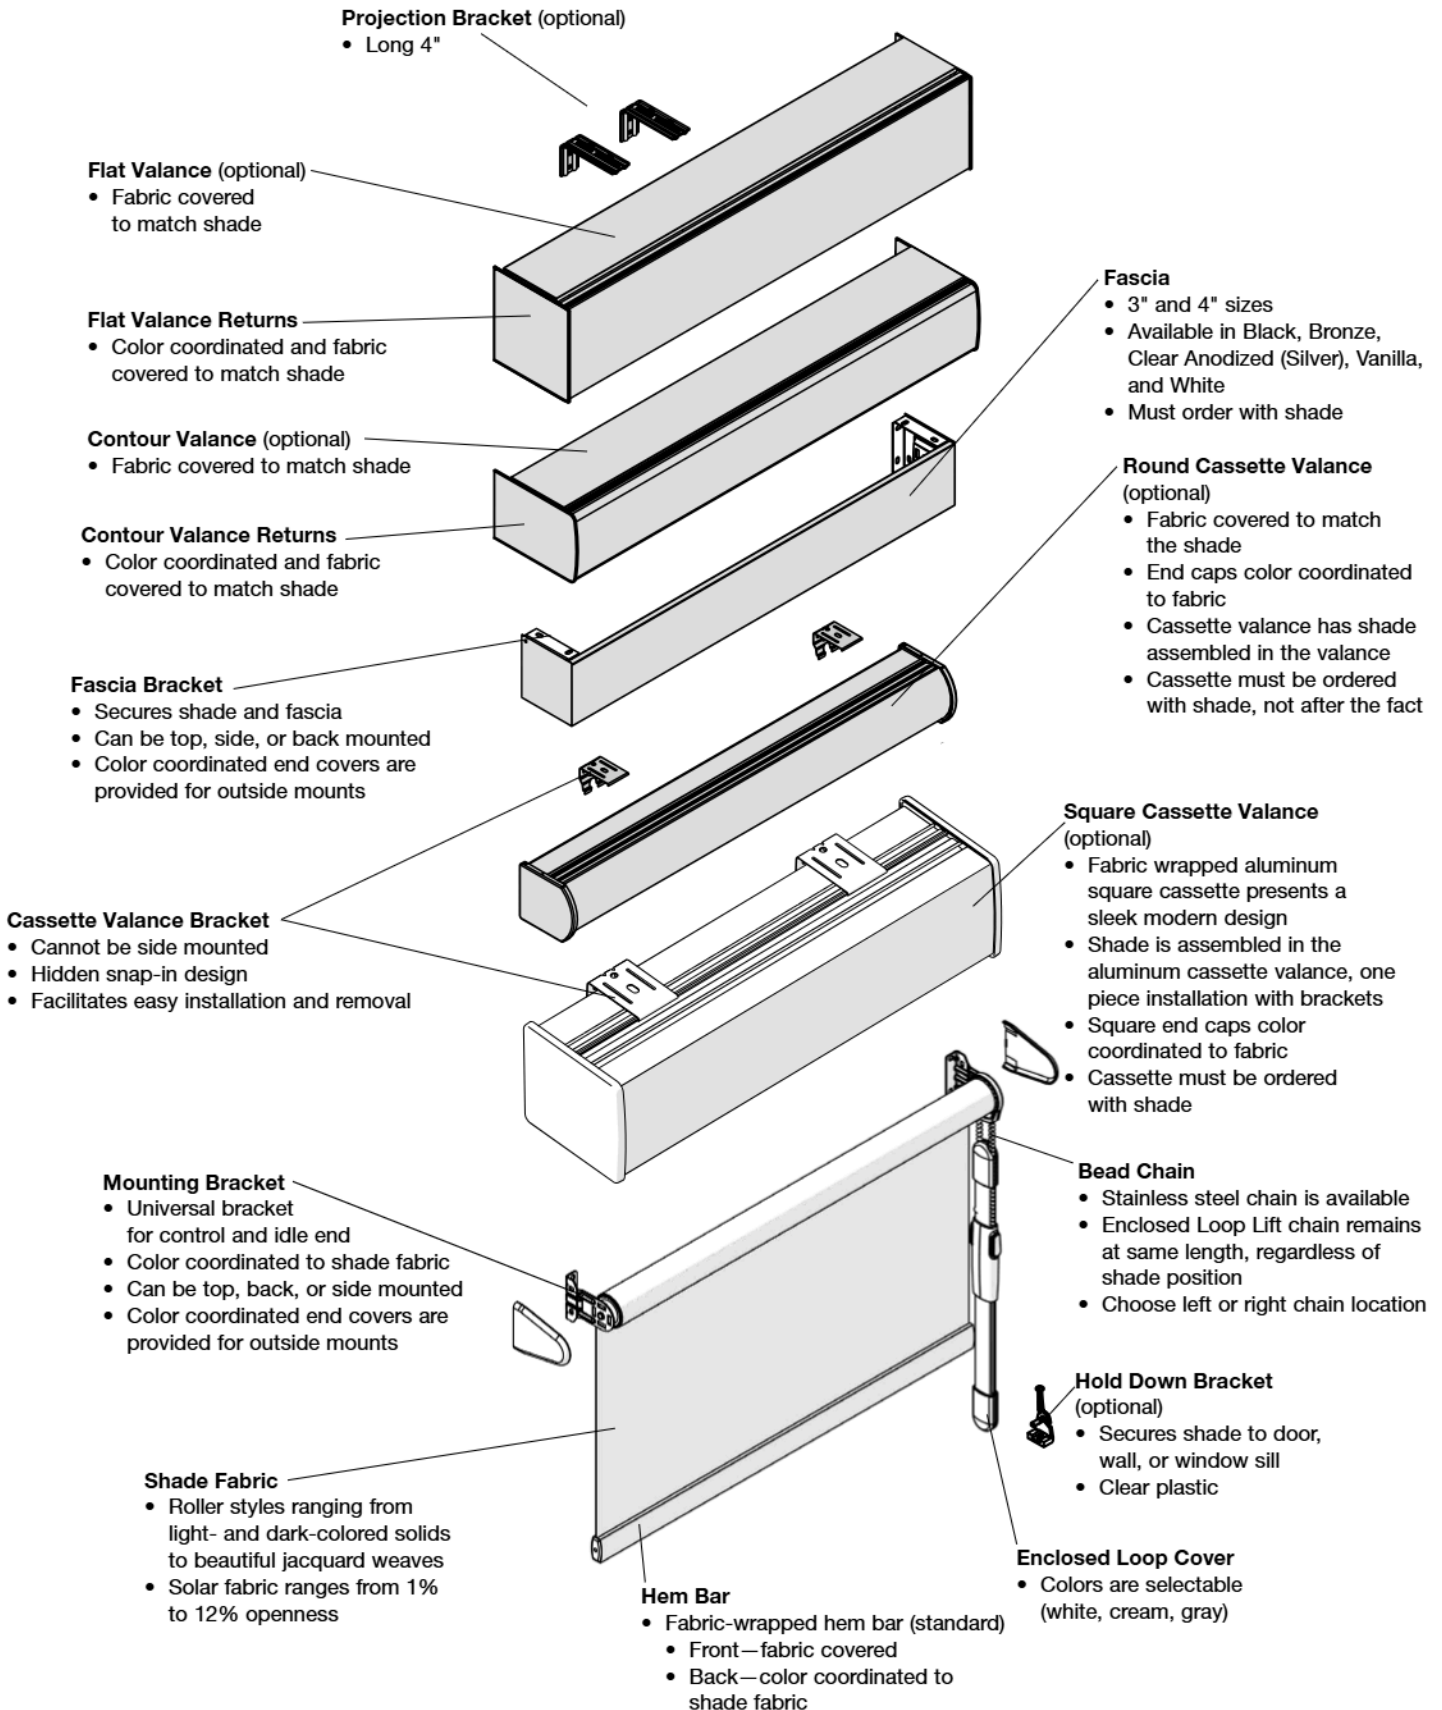 Projection Bracket (optional)
• Long 4"
Flat Valance (optional)
• Fabric covered
to match shade
Flat Valance Returns
• Color coordinated and fabric
covered to match shade
Contour Valance (optional)
• Fabric covered to match shade
Contour Valance Returns
• Color coordinated and fabric
covered to match shade
Fascia Bracket
• Secures shade and fascia
• Can be top, side, or back mounted
• Color coordinated end covers are
provided for outside mounts
Cassette Valance Bracket
• Cannot be side mounted
• Hidden snap-in design
• Facilitates easy installation and removal
Mounting Bracket
• Universal bracket
for control and idle end
• Color coordinated to shade fabric
• Can be top, back, or side mounted
• Color coordinated end covers are
provided for outside mounts
Shade Fabric
• Roller styles ranging from
light- and dark-colored solids
to beautiful jacquard weaves
• Solar fabric ranges from 1%
to 12% openness
Fascia
• 3" and 4" sizes
• Available in Black, Bronze,
Clear Anodized (Silver), Vanilla,
and White
• Must order with shade
Round Cassette Valance
(optional)
• Fabric covered to match
the shade
• End caps color coordinated
to fabric
• Cassette valance has shade
assembled in the valance
• Cassette must be ordered
with shade, not after the fact
Square Cassette Valance
(optional)
• Fabric wrapped aluminum
square cassette presents a
sleek modern design
• Shade is assembled in the
aluminum cassette valance, one
piece installation with brackets
• Square end caps color
coordinated to fabric
• Cassette must be ordered
with shade
Bead Chain
• Stainless steel chain is available
• Enclosed Loop Lift chain remains
at same length, regardless of
shade position
• Choose left or right chain location
Hold Down Bracket
(optional)
• Secures shade to door,
wall, or window sill
• Clear plastic
Enclosed Loop Cover
• Colors are selectable
(white, cream, gray)
Hem Bar
• Fabric-wrapped hem bar (standard)
• Front—fabric covered
• Back—color coordinated to
shade fabric